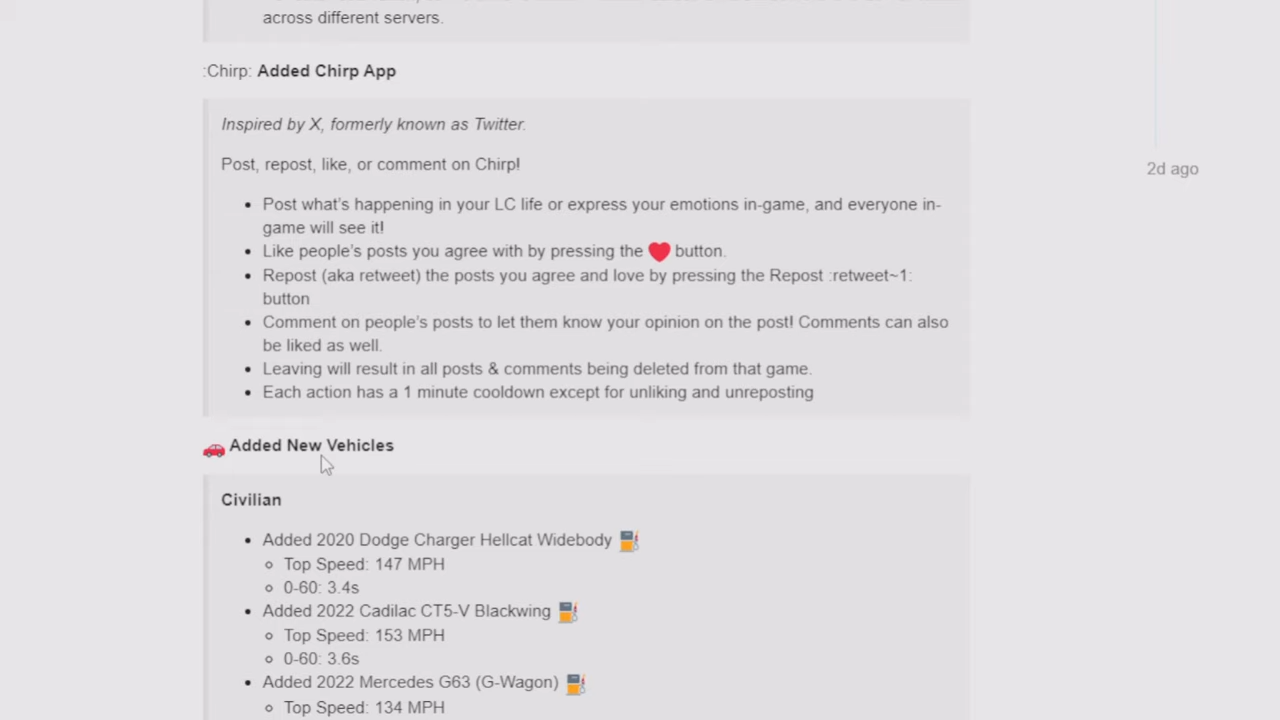 across different servers.
:Chirp: Added Chirp App
Inspired by X, formerly known as Twitter.
Post, repost, like, or comment on Chirp!
Post what's happening in your LC life or express your emotions in-game, and everyone in-
game will see it!
Like people's posts you agree with by pressing the ❤ button.
Repost (aka retweet) the posts you agree and love by pressing the Repost :retweet~1:
button
Comment on people's posts to let them know your opinion on the post! Comments can also
be liked as well.
Leaving will result in all posts & comments being deleted from that game.
Each action has a 1 minute cooldown except for unliking and unreposting
2d ago
🚗 Added New Vehicles
Civilian
Added 2020 Dodge Charger Hellcat Widebody ⛽
Top Speed: 147 MPH
0-60: 3.4s
Added 2022 Cadilac CT5-V Blackwing ⛽
Top Speed: 153 MPH
0-60: 3.6s
Added 2022 Mercedes G63 (G-Wagon) ⛽
Top Speed: 134 MPH